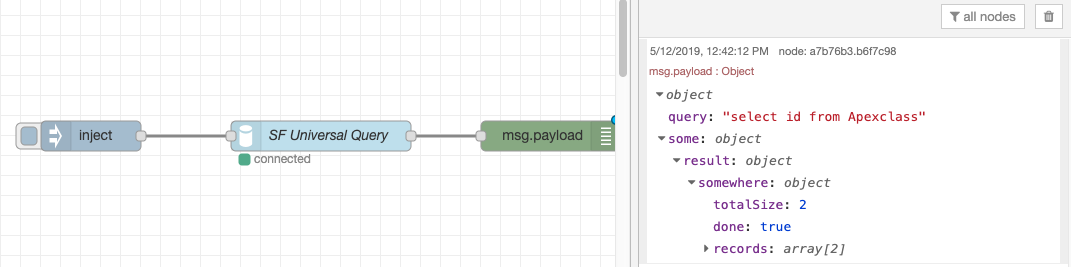 inject
SF Universal Query
msg.payload
connected
all nodes
5/12/2019, 12:42:12 PM node: a7b76b3.b6f7c98
msg.payload : Object
object
query: "select id from Apexclass"
some: object
result: object
somewhere: object
totalSize: 2
done: true
records: array[2]